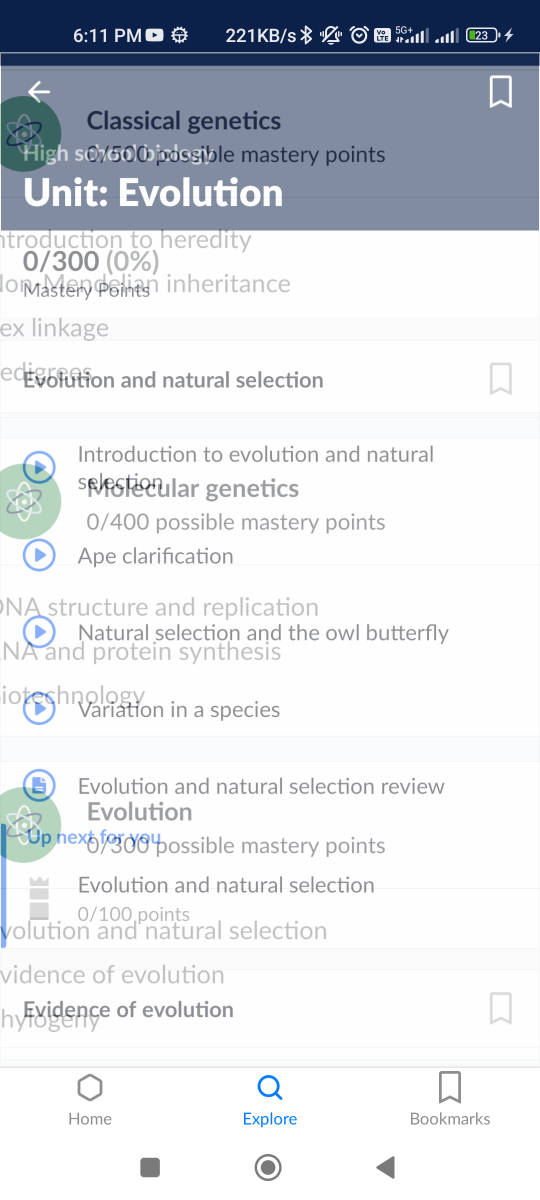 6:11 PM 221KB/s 5G+ 23
Vo LTE
Classical genetics
High school biology
0/500 possible mastery points
Unit: Evolution
ntroduction to heredity
0/300 (0%)
on-Mendelian inheritance
Mastery Points
ex linkage
edigrees
Evolution and natural selection
Introduction to evolution and natural
selection
Molecular genetics
0/400 possible mastery points
Ape clarification
DNA structure and replication
Natural selection and the owl butterfly
NA and protein synthesis
iotechnology
Variation in a species
Evolution and natural selection review
Evolution
Up next for you
0/300 possible mastery points
Evolution and natural selection
0/100 points
volution and natural selection
vidence of evolution
Evidence of evolution
hylogeny
Home Explore Bookmarks